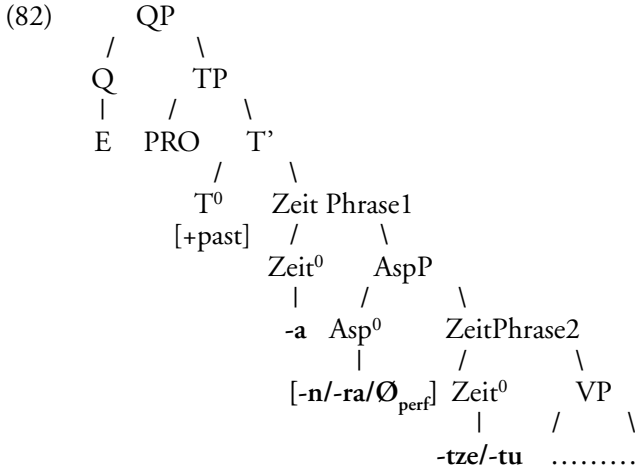 (82) QP
/ \
Q TP
| / \
E PRO T’
/ \
T⁰ Zeit Phrase1
[+past] / \
Zeit⁰ AspP
| / \
-a Asp⁰ ZeitPhrase2
| / \
[-n/-ra/Øperf] Zeit⁰ VP
| / \
-tze/-tu .........